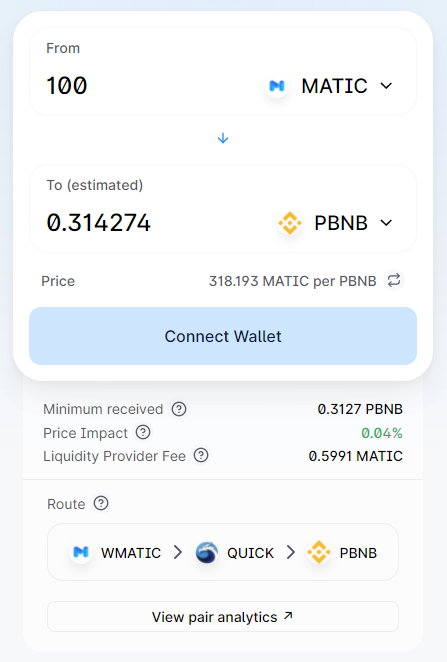 From
100 MATIC
To (estimated)
0.314274 PBNB
Price 318.193 MATIC per PBNB
Connect Wallet
Minimum received ? 0.3127 PBNB
Price Impact ? 0.04%
Liquidity Provider Fee ? 0.5991 MATIC
Route ?
WMATIC > QUICK > PBNB
View pair analytics ↗